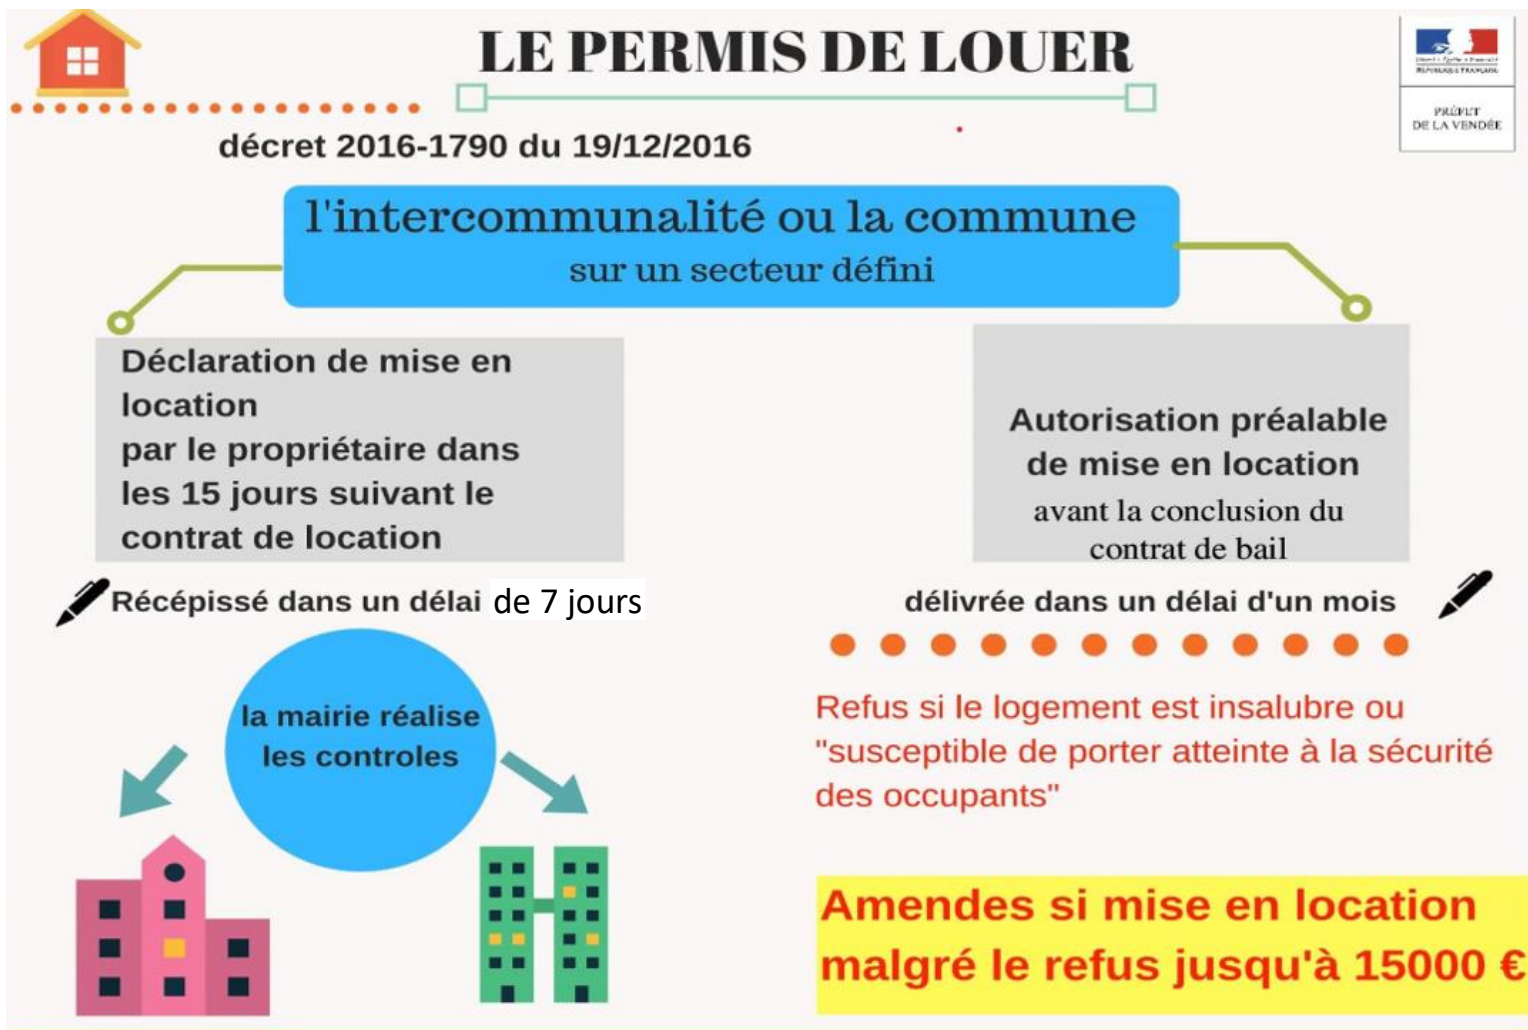 LE PERMIS DE LOUER
RÉPUBLIQUE FRANÇAISE
PRÉFET
DE LA VENDÉE
décret 2016-1790 du 19/12/2016
l'intercommunalité ou la commune
sur un secteur défini
Déclaration de mise en
location
par le propriétaire dans
les 15 jours suivant le
contrat de location
Récépissé dans un délai de 7 jours
la mairie réalise
les controles
Autorisation préalable
de mise en location
avant la conclusion du
contrat de bail
délivrée dans un délai d'un mois
Refus si le logement est insalubre ou
"susceptible de porter atteinte à la sécurité
des occupants"
Amendes si mise en location
malgré le refus jusqu'à 15000 €